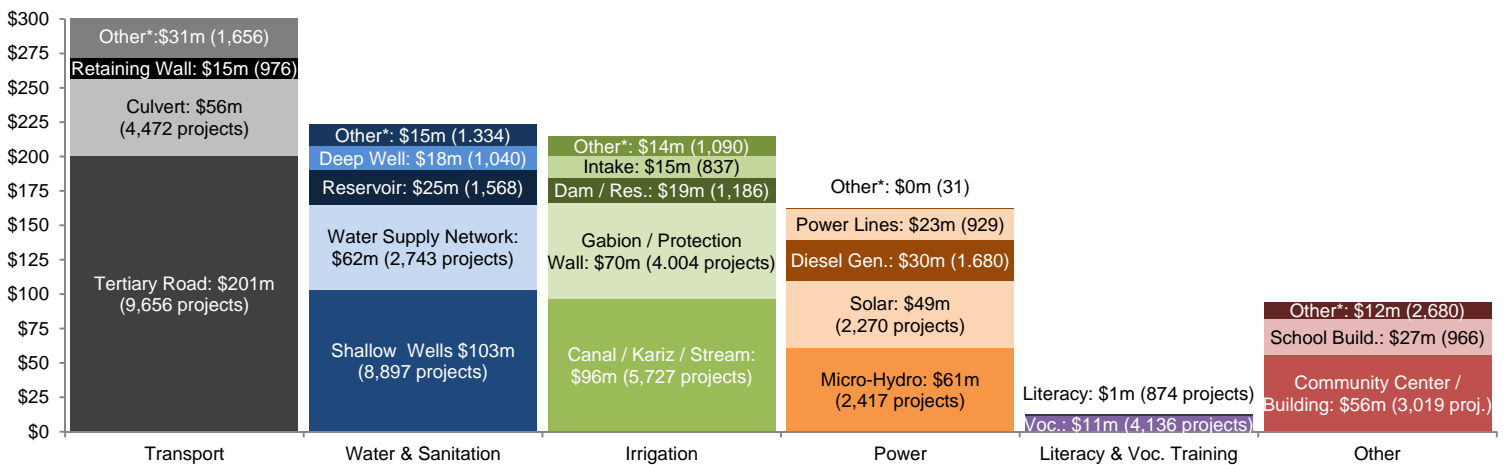 $300
$275
$250
$225
$200
$175
$150
$125
$100
$75
$50
$25
$0
Other*:$31m (1,656)
Retaining Wall: $15m (976)
Culvert: $56m
(4,472 projects)
Tertiary Road: $201m
(9,656 projects)
Transport
Other*: $15m (1.334)
Deep Well: $18m (1,040)
Reservoir: $25m (1,568)
Water Supply Network:
$62m (2,743 projects)
Shallow Wells $103m
(8,897 projects)
Water & Sanitation
Other*: $14m (1,090)
Intake: $15m (837)
Dam / Res.: $19m (1,186)
Gabion / Protection
Wall: $70m (4.004 projects)
Canal / Kariz / Stream:
$96m (5,727 projects)
Irrigation
Other*: $0m (31)
Power Lines: $23m (929)
Diesel Gen.: $30m (1.680)
Solar: $49m
(2,270 projects)
Micro-Hydro: $61m
(2,417 projects)
Power
Literacy: $1m (874 projects)
Voc.: $11m (4,136 projects)
Literacy & Voc. Training
Other*: $12m (2,680)
School Build.: $27m (966)
Community Center /
Building: $56m (3,019 proj.)
Other